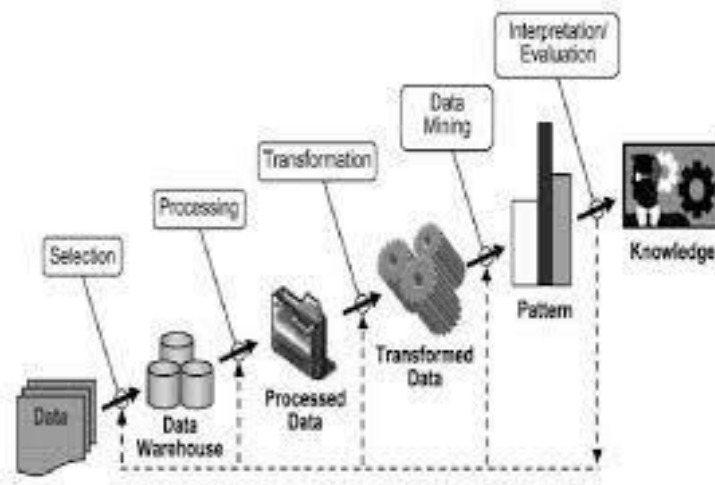 Interpretation/
Evaluation
Data
Mining
Transformation
Processing
Selection
Knowledge
Pattern
Transformed
Data
Processed
Data
Data
Warehouse
Data